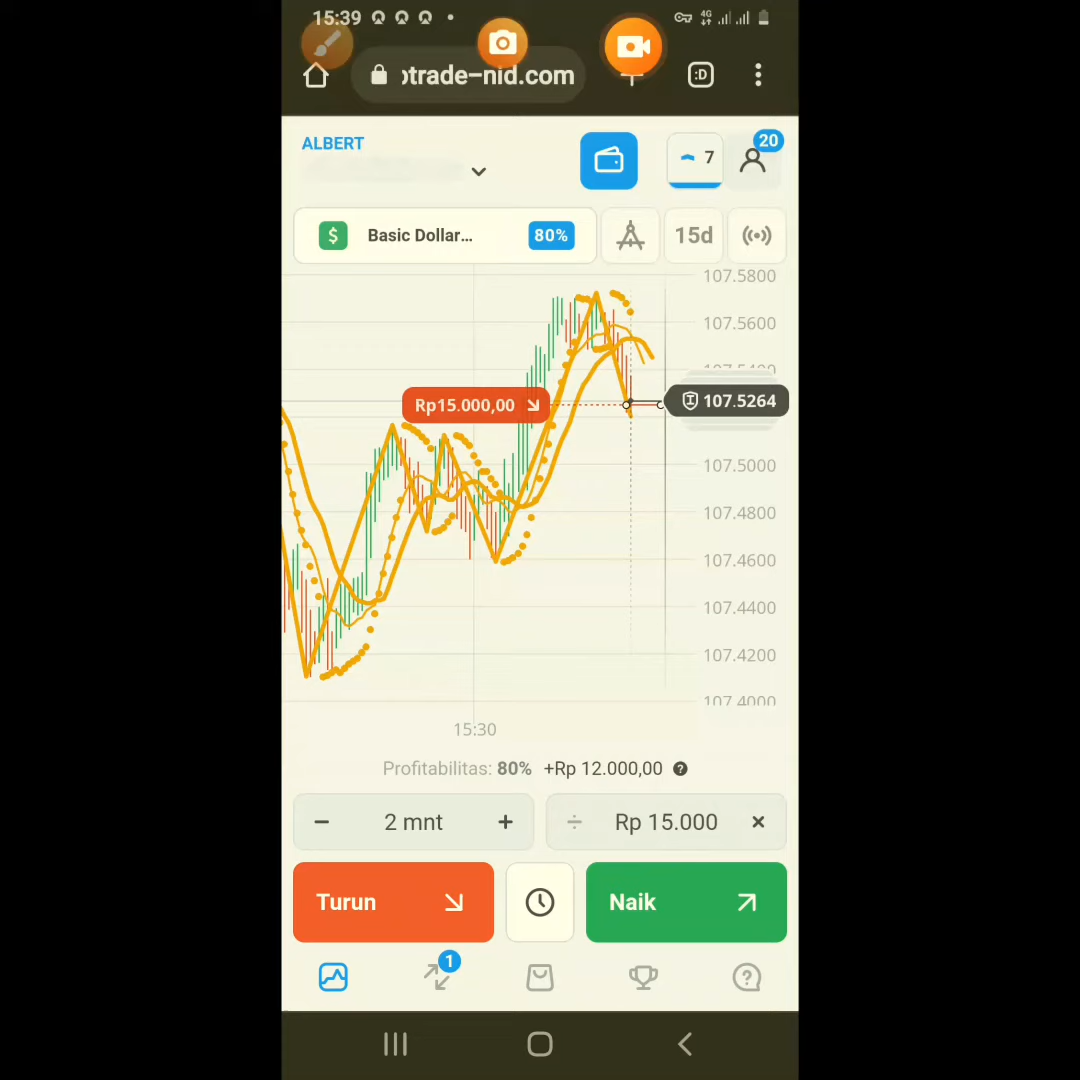 15:39
4G
otrade-nid.com
:D
ALBERT
7
20
$ Basic Dollar... 80%
15d
107.5800
107.5600
Rp15.000,00
107.5264
107.5000
107.4800
107.4600
107.4400
107.4200
107.4000
15:30
Profitabilitas: 80% +Rp 12.000,00 ?
− 2 mnt +
÷ Rp 15.000 ×
Turun
Naik
1
?